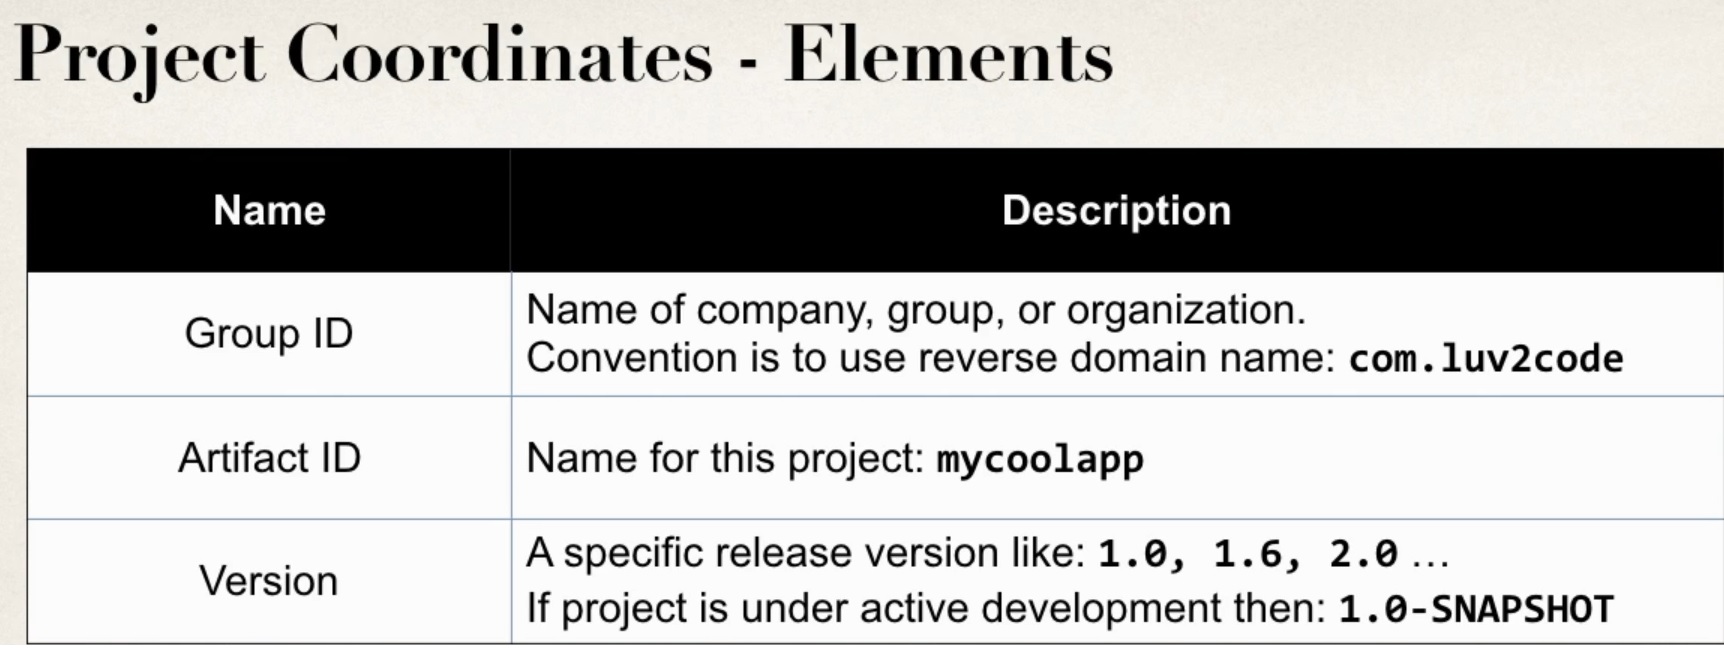 Project Coordinates - Elements
Name
Description
Group ID
Name of company, group, or organization.
Convention is to use reverse domain name: com.luv2code
Artifact ID
Name for this project: mycoolapp
Version
A specific release version like: 1.0, 1.6, 2.0 ...
If project is under active development then: 1.0-SNAPSHOT